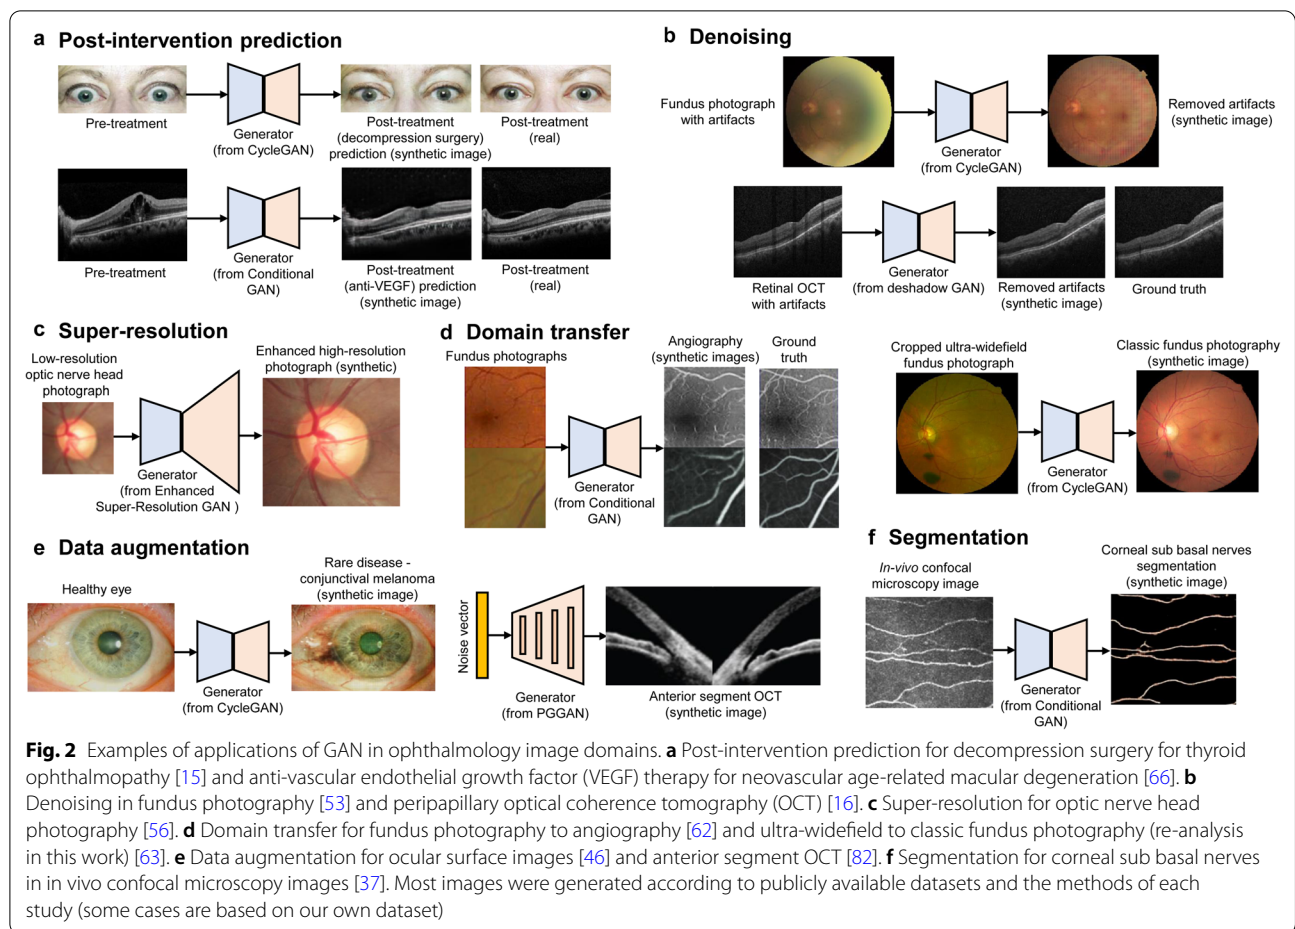 a Post-intervention prediction
Pre-treatment
Generator
(from CycleGAN)
Post-treatment
(decompression surgery)
prediction (synthetic image)
Post-treatment
(real)
Pre-treatment
Generator
(from Conditional
GAN)
Post-treatment
(anti-VEGF) prediction
(synthetic image)
Post-treatment
(real)
b Denoising
Fundus photograph
with artifacts
Generator
(from CycleGAN)
Removed artifacts
(synthetic image)
Retinal OCT
with artifacts
Generator
(from deshadow GAN)
Removed artifacts
(synthetic image)
Ground truth
c Super-resolution
Low-resolution
optic nerve head
photograph
Generator
(from Enhanced
Super-Resolution GAN )
Enhanced high-resolution
photograph (synthetic)
d Domain transfer
Fundus photographs
Generator
(from Conditional
GAN)
Angiography
(synthetic images)
Ground
truth
Cropped ultra-widefield
fundus photograph
Generator
(from CycleGAN)
Classic fundus photography
(synthetic image)
e Data augmentation
Healthy eye
Generator
(from CycleGAN)
Rare disease -
conjunctival melanoma
(synthetic image)
Noise vector
Generator
(from PGGAN)
Anterior segment OCT
(synthetic image)
f Segmentation
In-vivo confocal
microscopy image
Generator
(from Conditional
GAN)
Corneal sub basal nerves
segmentation
(synthetic image)
Fig. 2 Examples of applications of GAN in ophthalmology image domains. a Post-intervention prediction for decompression surgery for thyroid
ophthalmopathy [15] and anti-vascular endothelial growth factor (VEGF) therapy for neovascular age-related macular degeneration [66]. b
Denoising in fundus photography [53] and peripapillary optical coherence tomography (OCT) [16]. c Super-resolution for optic nerve head
photography [56]. d Domain transfer for fundus photography to angiography [62] and ultra-widefield to classic fundus photography (re-analysis
in this work) [63]. e Data augmentation for ocular surface images [46] and anterior segment OCT [82]. f Segmentation for corneal sub basal nerves
in in vivo confocal microscopy images [37]. Most images were generated according to publicly available datasets and the methods of each
study (some cases are based on our own dataset)